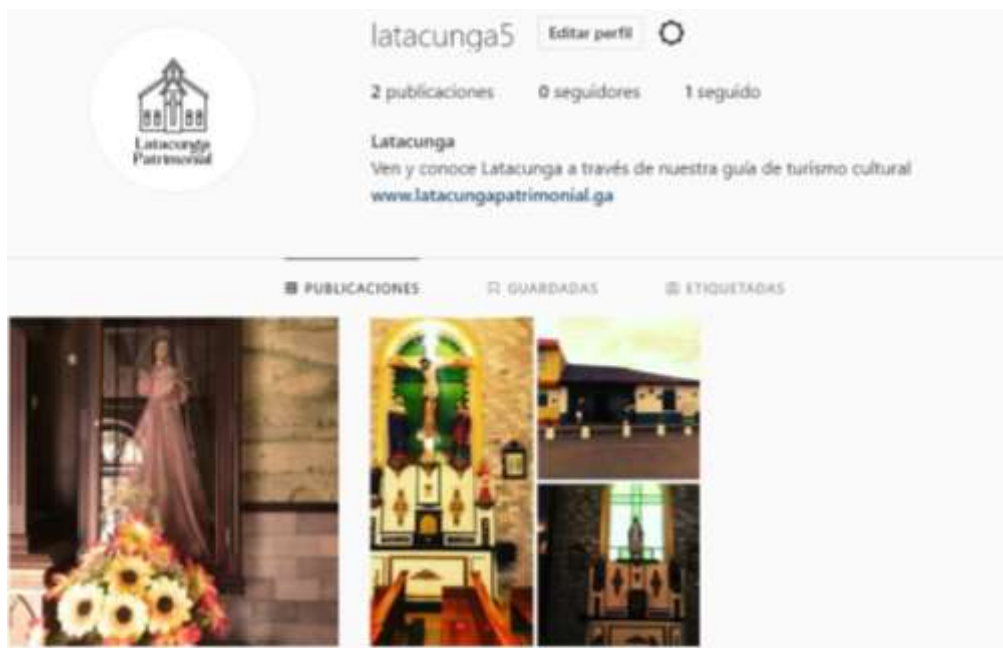 latacunga5 Editar perfil
2 publicaciones 0 seguidores 1 seguido
Latacunga
Patrimonial
Latacunga
Ven y conoce Latacunga a través de nuestra guía de turismo cultural
www.latacungapatrimonial.ga
PUBLICACIONES GUARDADAS ETIQUETADAS